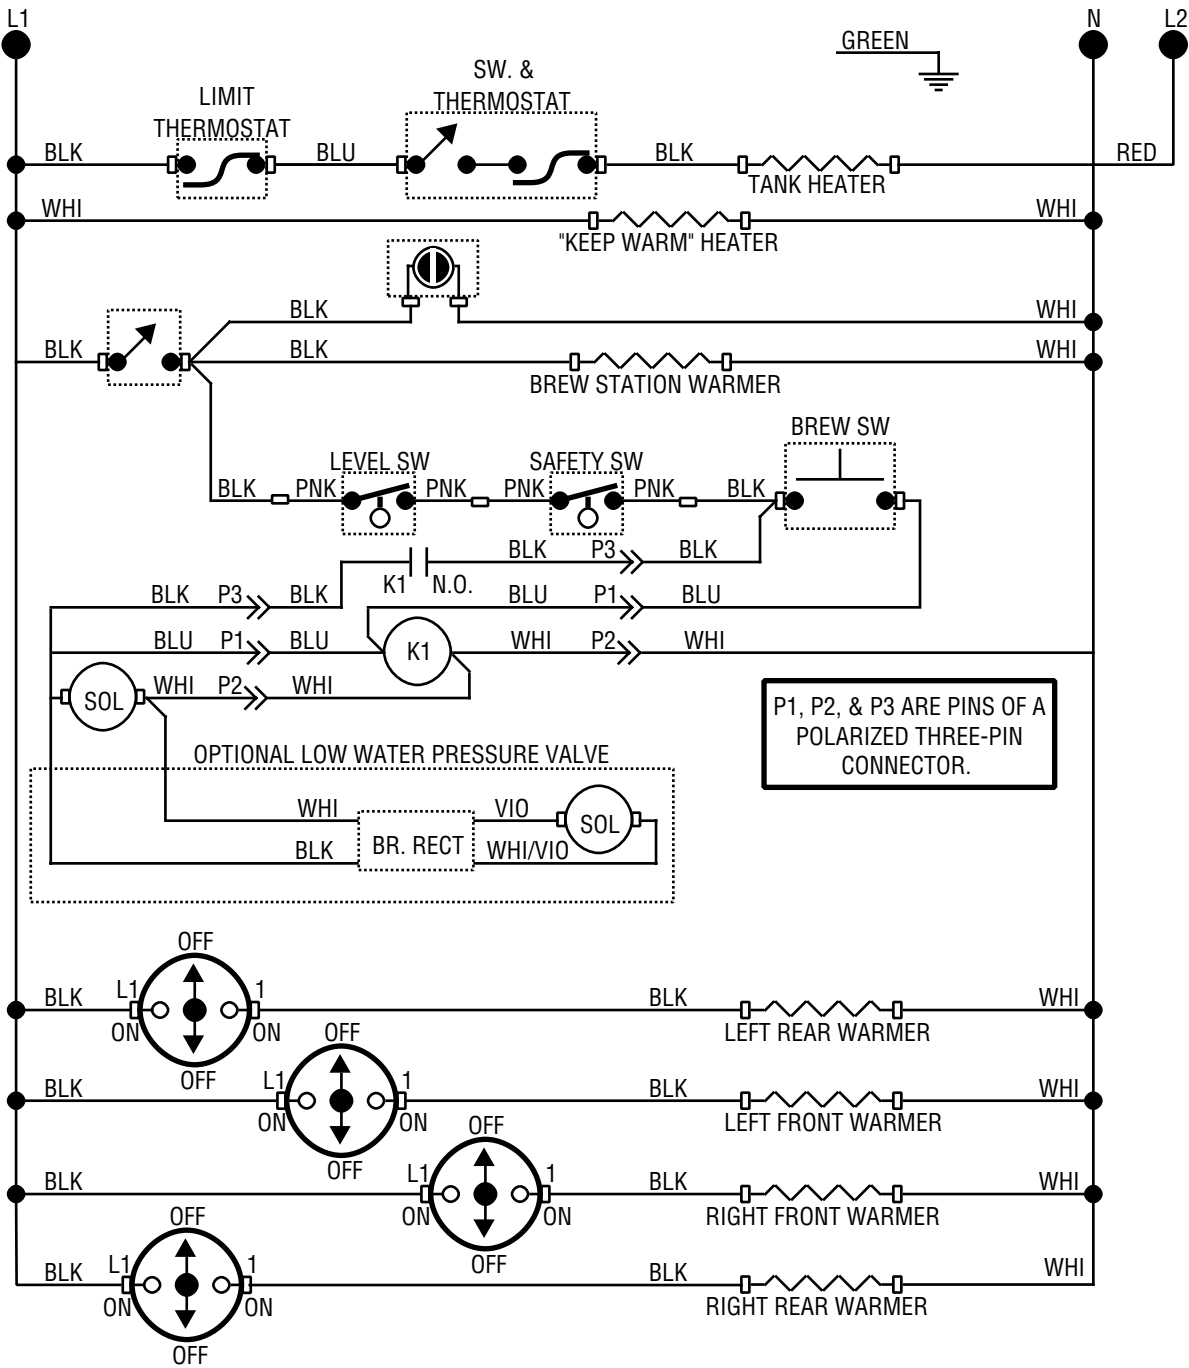 L1
N
L2
GREEN
SW. &
THERMOSTAT
LIMIT
THERMOSTAT
BLK
BLU
BLK
RED
TANK HEATER
WHI
WHI
"KEEP WARM" HEATER
BLK
WHI
BLK
BLK
WHI
BREW STATION WARMER
BREW SW
LEVEL SW
SAFETY SW
BLK
PNK
PNK
PNK
PNK
BLK
BLK
P3
BLK
K1
N.O.
BLK
P3
BLK
BLU
P1
BLU
BLU
P1
BLU
K1
WHI
P2
WHI
SOL
WHI
P2
WHI
P1, P2, & P3 ARE PINS OF A
POLARIZED THREE-PIN
CONNECTOR.
OPTIONAL LOW WATER PRESSURE VALVE
WHI
VIO
SOL
BR. RECT
BLK
WHI/VIO
OFF
BLK
L1
1
BLK
WHI
ON
ON
LEFT REAR WARMER
OFF
OFF
BLK
L1
1
BLK
WHI
ON
ON
LEFT FRONT WARMER
OFF
OFF
BLK
L1
1
BLK
WHI
ON
ON
RIGHT FRONT WARMER
OFF
OFF
BLK
L1
1
BLK
WHI
ON
ON
RIGHT REAR WARMER
OFF